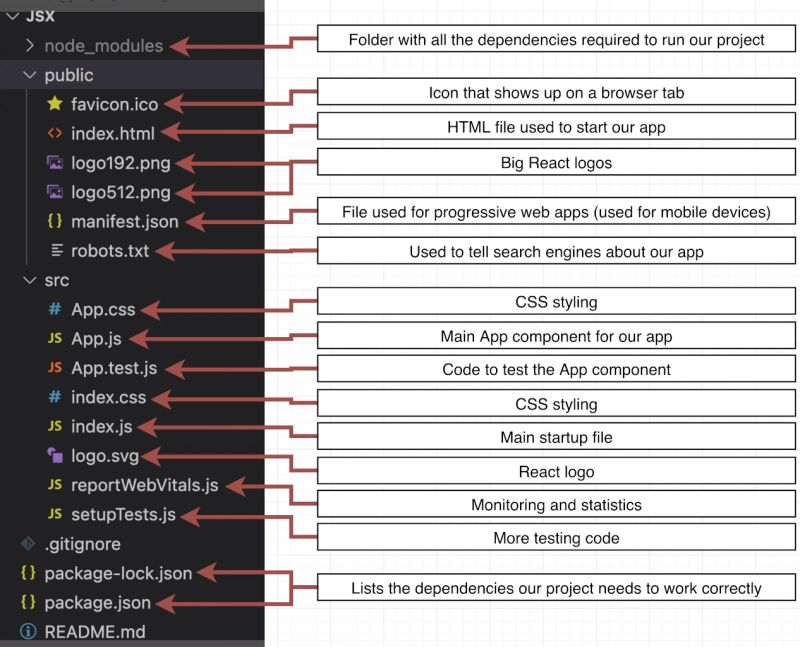 JSX
node_modules
Folder with all the dependencies required to run our project
public
favicon.ico
Icon that shows up on a browser tab
index.html
HTML file used to start our app
logo192.png
Big React logos
logo512.png
manifest.json
File used for progressive web apps (used for mobile devices)
robots.txt
Used to tell search engines about our app
src
App.css
CSS styling
JS App.js
Main App component for our app
JS App.test.js
Code to test the App component
index.css
CSS styling
JS index.js
Main startup file
logo.svg
React logo
JS reportWebVitals.js
Monitoring and statistics
JS setupTests.js
More testing code
.gitignore
package-lock.json
Lists the dependencies our project needs to work correctly
package.json
README.md